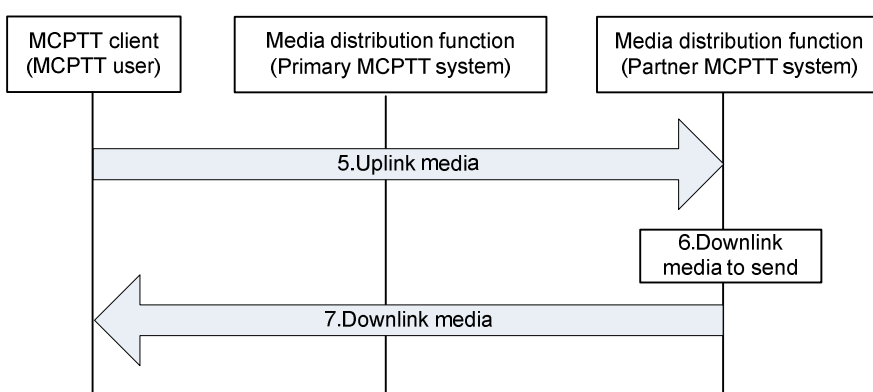 MCPTT client
(MCPTT user)
Media distribution function
(Primary MCPTT system)
Media distribution function
(Partner MCPTT system)
5.Uplink media
6.Downlink
media to send
7.Downlink media